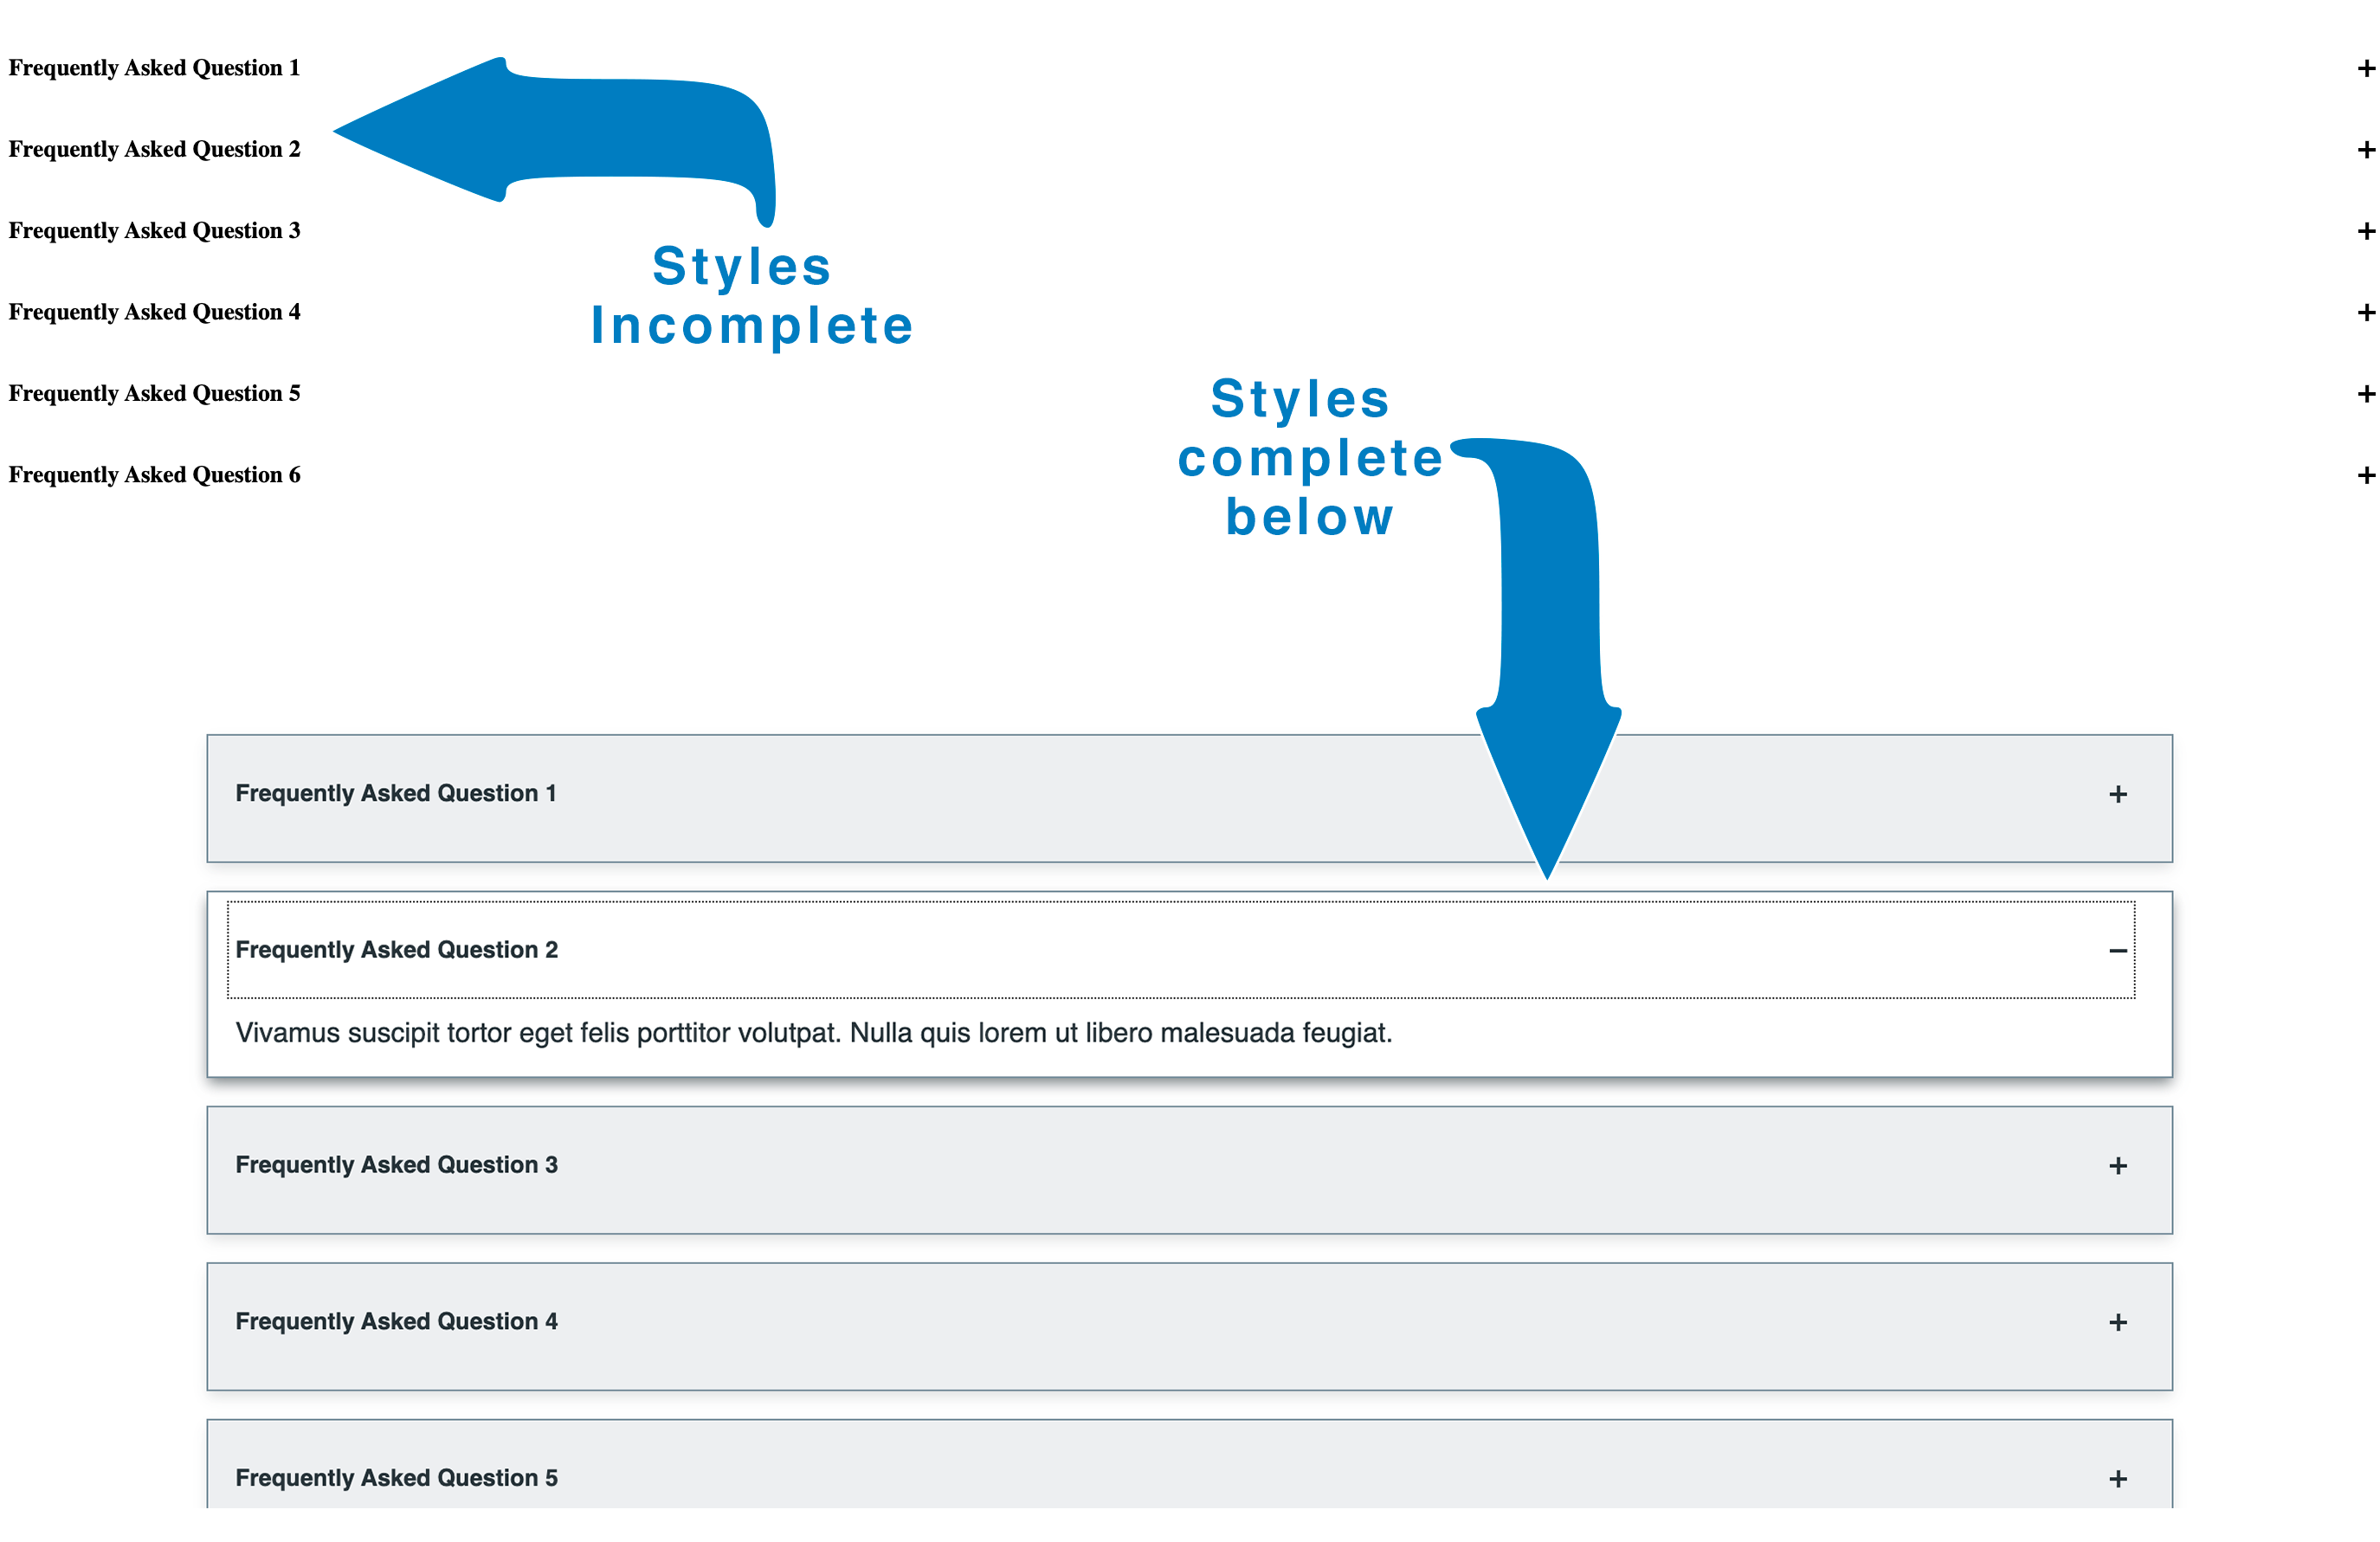 Frequently Asked Question 1 +
Frequently Asked Question 2 +
Frequently Asked Question 3 +
Styles
Incomplete
Frequently Asked Question 4 +
Frequently Asked Question 5 +
Styles
complete
below
Frequently Asked Question 6 +
Frequently Asked Question 1 +
Frequently Asked Question 2 –
Vivamus suscipit tortor eget felis porttitor volutpat. Nulla quis lorem ut libero malesuada feugiat.
Frequently Asked Question 3 +
Frequently Asked Question 4 +
Frequently Asked Question 5 +